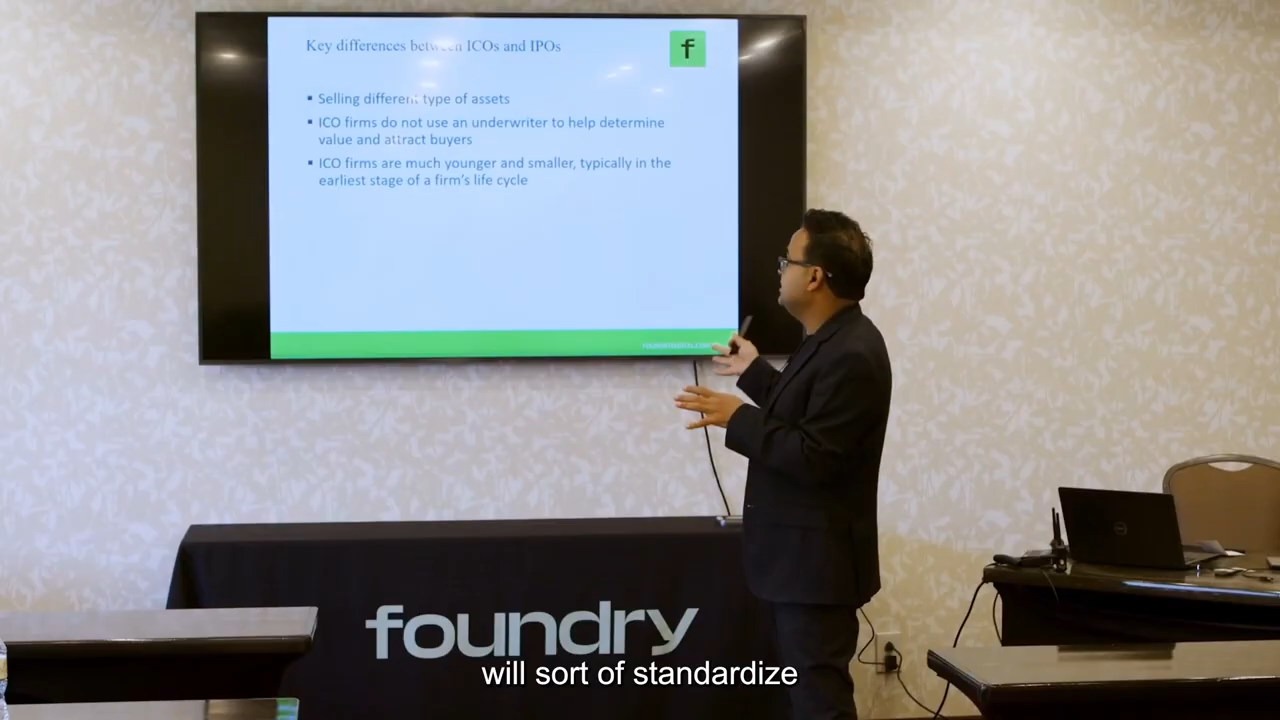 Key differences between ICOs and IPOs
f
▪ Selling different type of assets
▪ ICO firms do not use an underwriter to help determine
value and attract buyers
▪ ICO firms are much younger and smaller, typically in the
earliest stage of a firm's life cycle
foundry
will sort of standardize